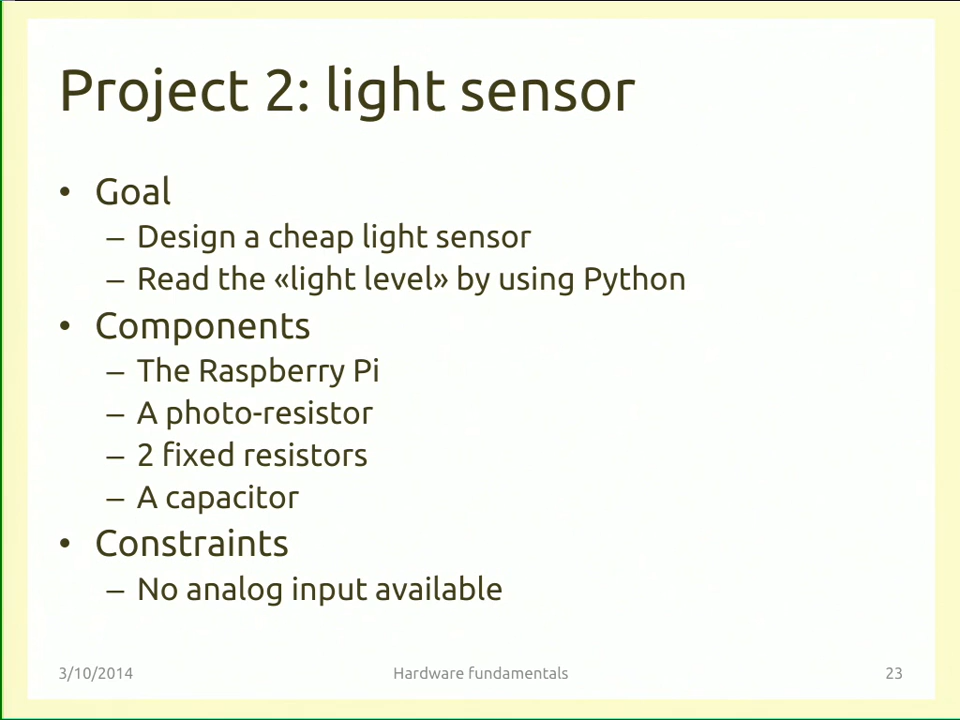 Project 2: light sensor
• Goal
– Design a cheap light sensor
– Read the «light level» by using Python
• Components
– The Raspberry Pi
– A photo-resistor
– 2 fixed resistors
– A capacitor
• Constraints
– No analog input available
3/10/2014 Hardware fundamentals 23